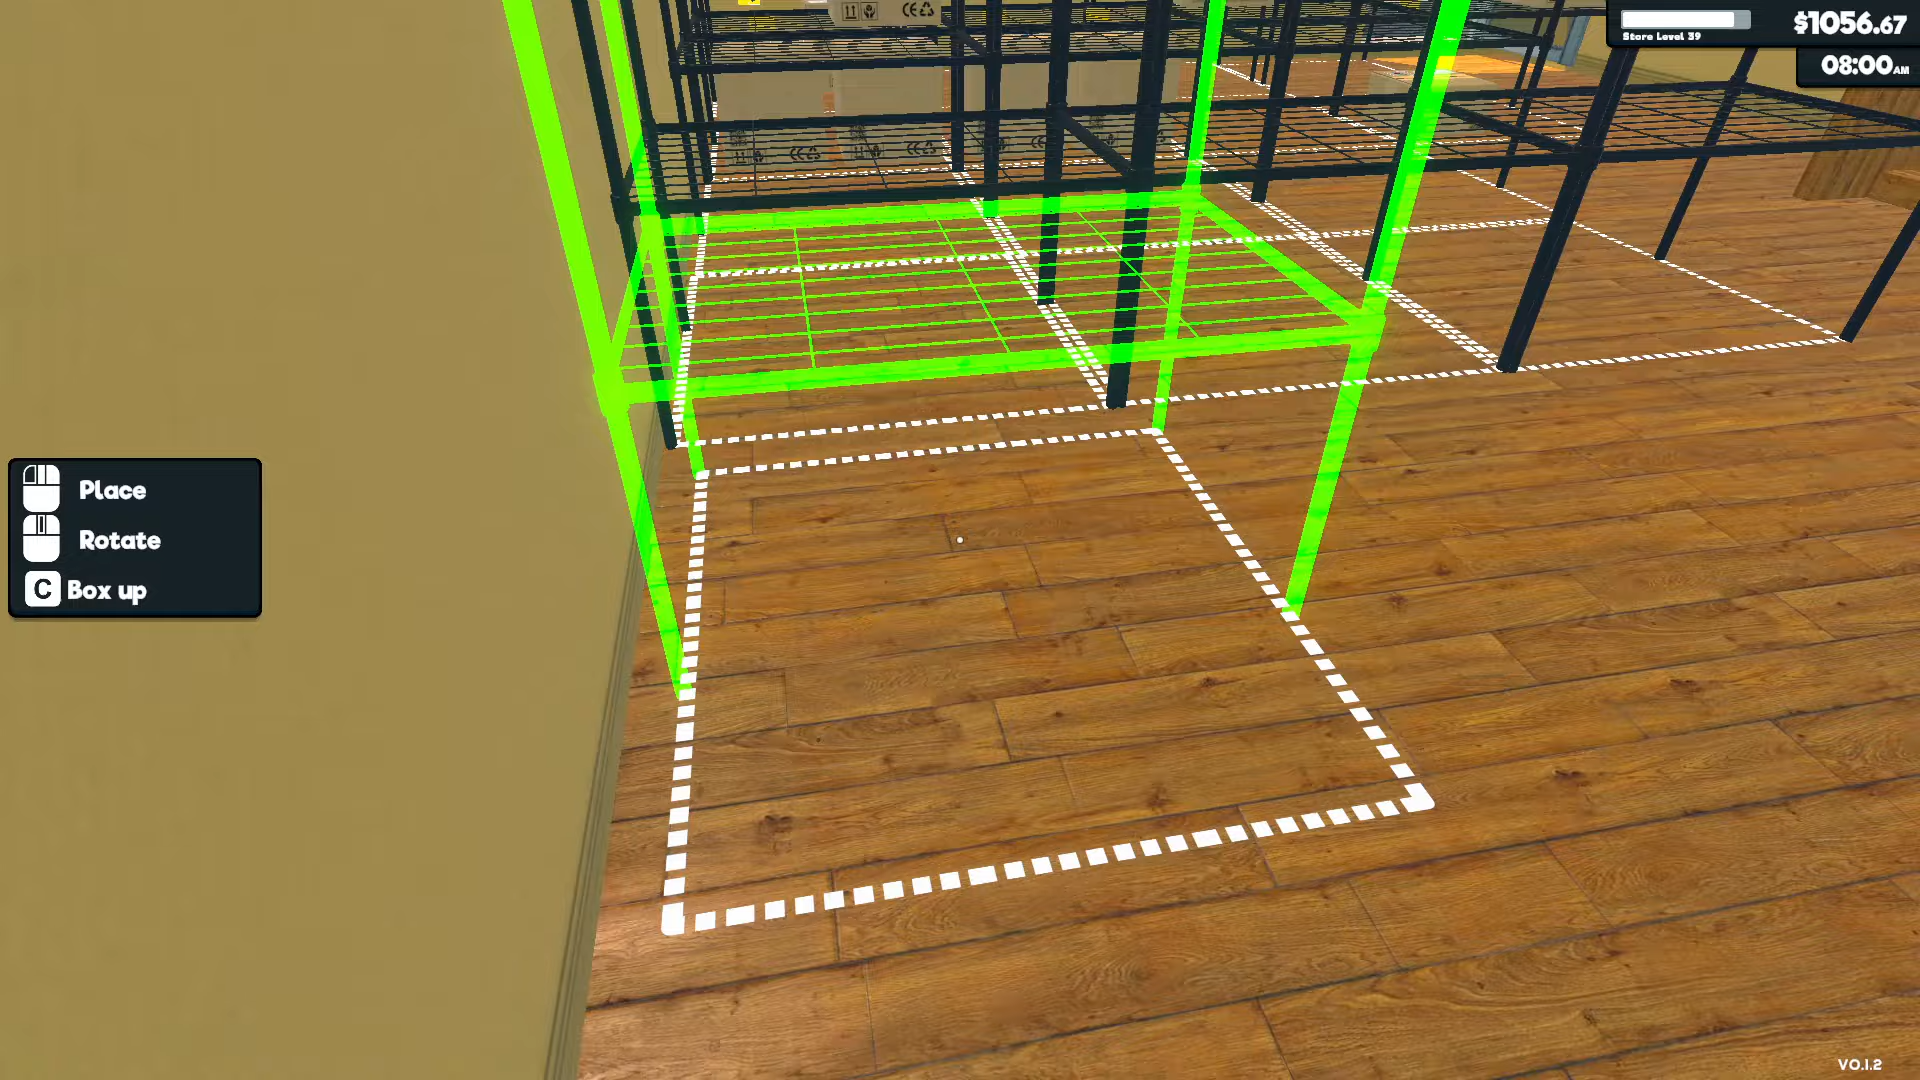 $1056.67
Store Level 39
08:00AM
Place
Rotate
C Box up
V0.1.2